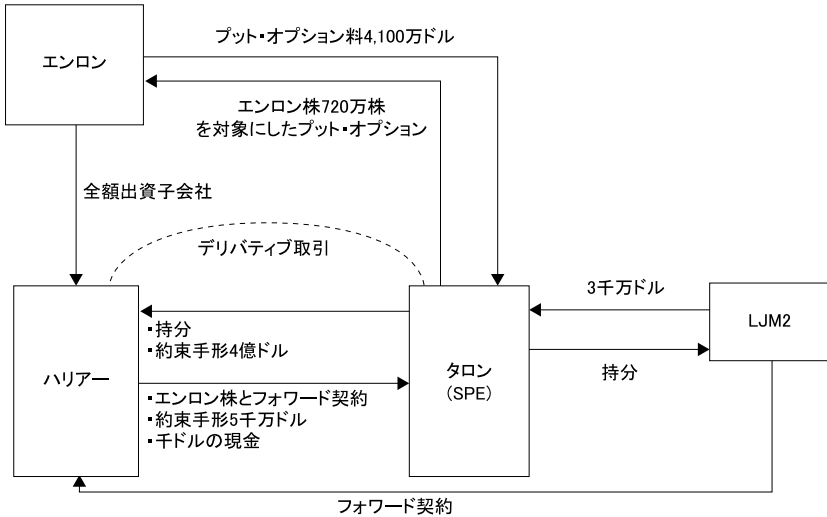 エンロン
プット・オプション料4,100万ドル
エンロン株720万株
を対象にしたプット・オプション
全額出資子会社
デリバティブ取引
ハリアー
・持分
・約束手形4億ドル
・エンロン株とフォワード契約
・約束手形5千万ドル
・千ドルの現金
タロン
(SPE)
3千万ドル
持分
LJM2
フォワード契約